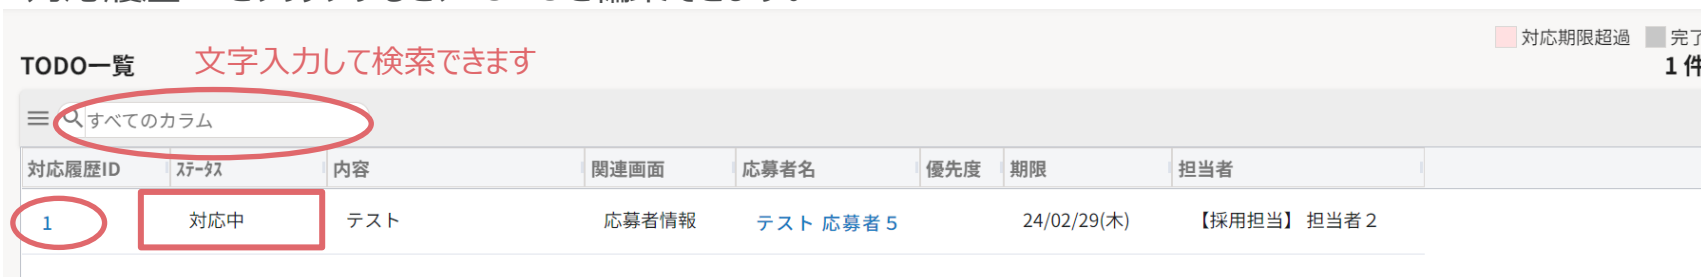 対応期限超過 完了
TODO一覧 文字入力して検索できます 1 件
すべてのカラム
対応履歴ID ｽﾃｰﾀｽ 内容 関連画面 応募者名 優先度 期限 担当者
1 対応中 テスト 応募者情報 テスト 応募者５ 24/02/29(木) 【採用担当】 担当者２